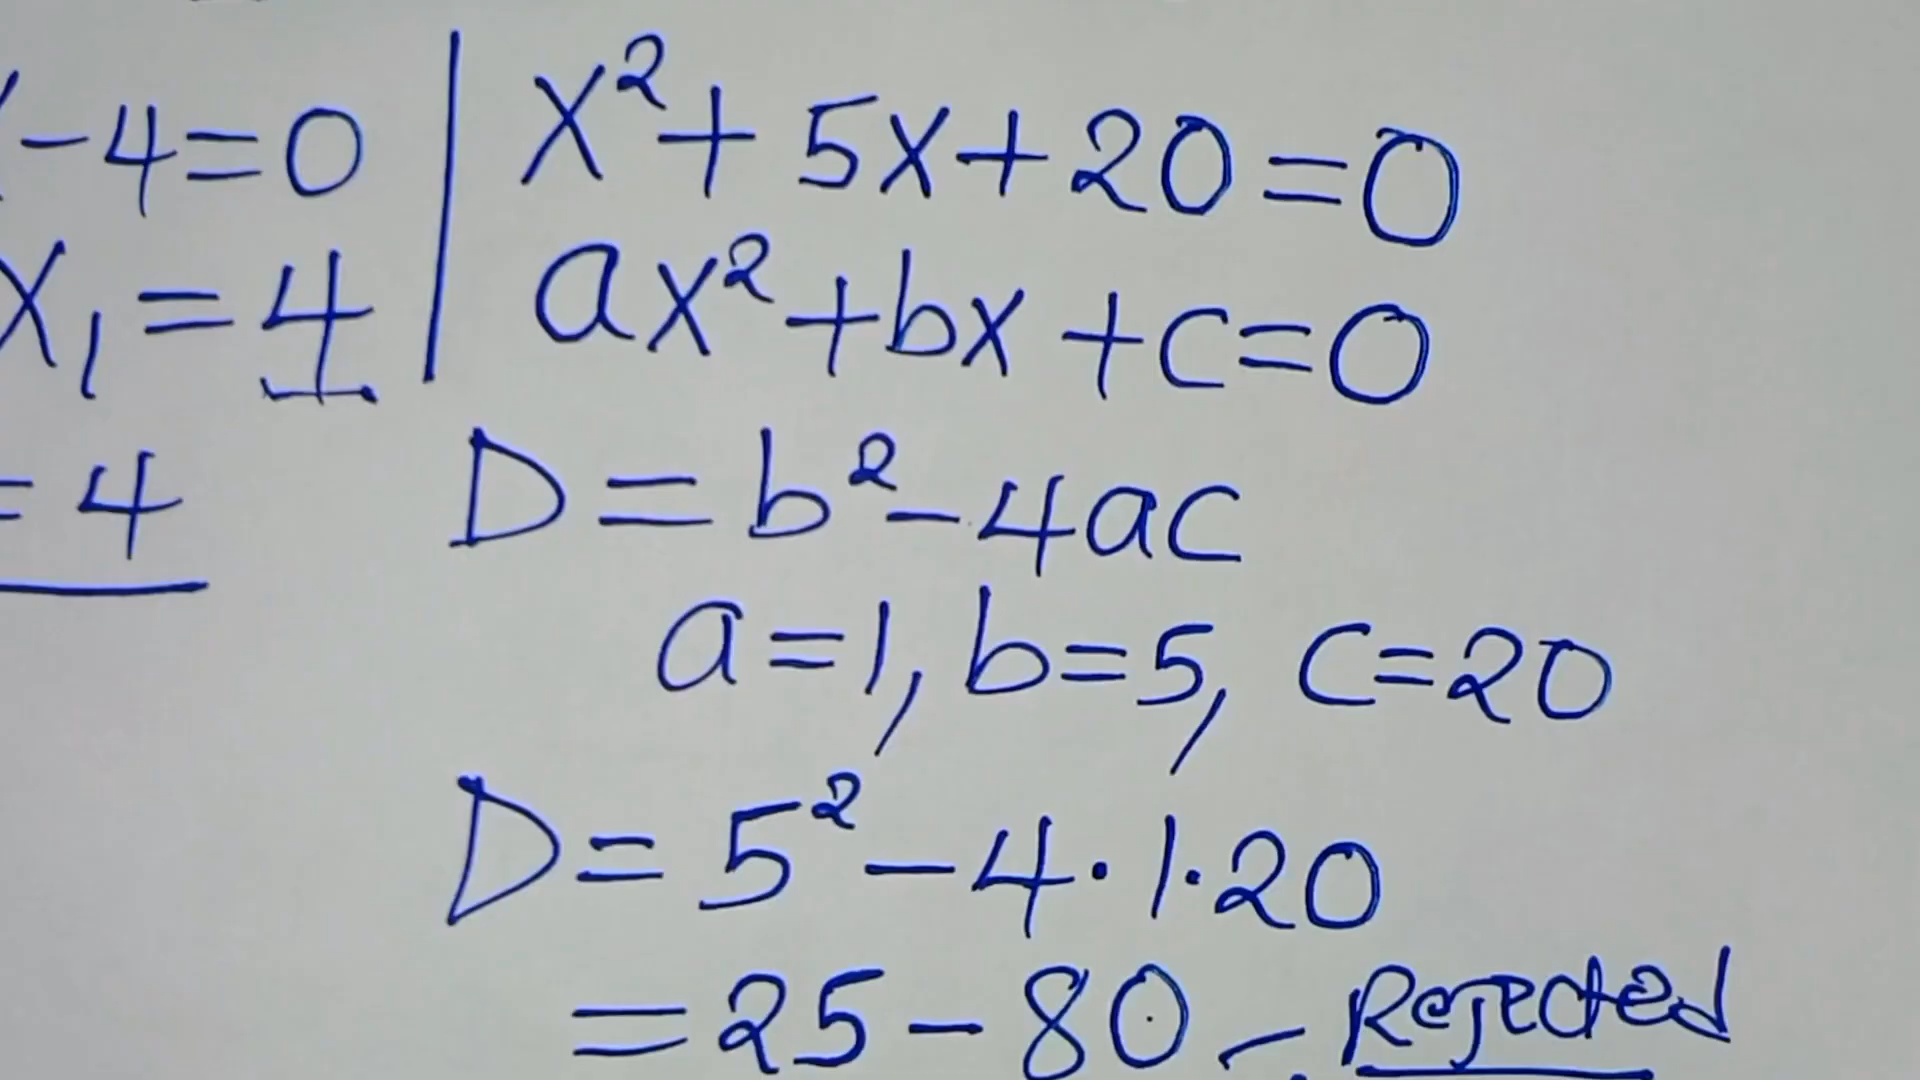 x-4=0
x₁=4
=4
x²+5x+20=0
ax²+bx+c=0
D=b²-4ac
a=1, b=5, c=20
D=5²-4·1·20
=25-80 - Rejected